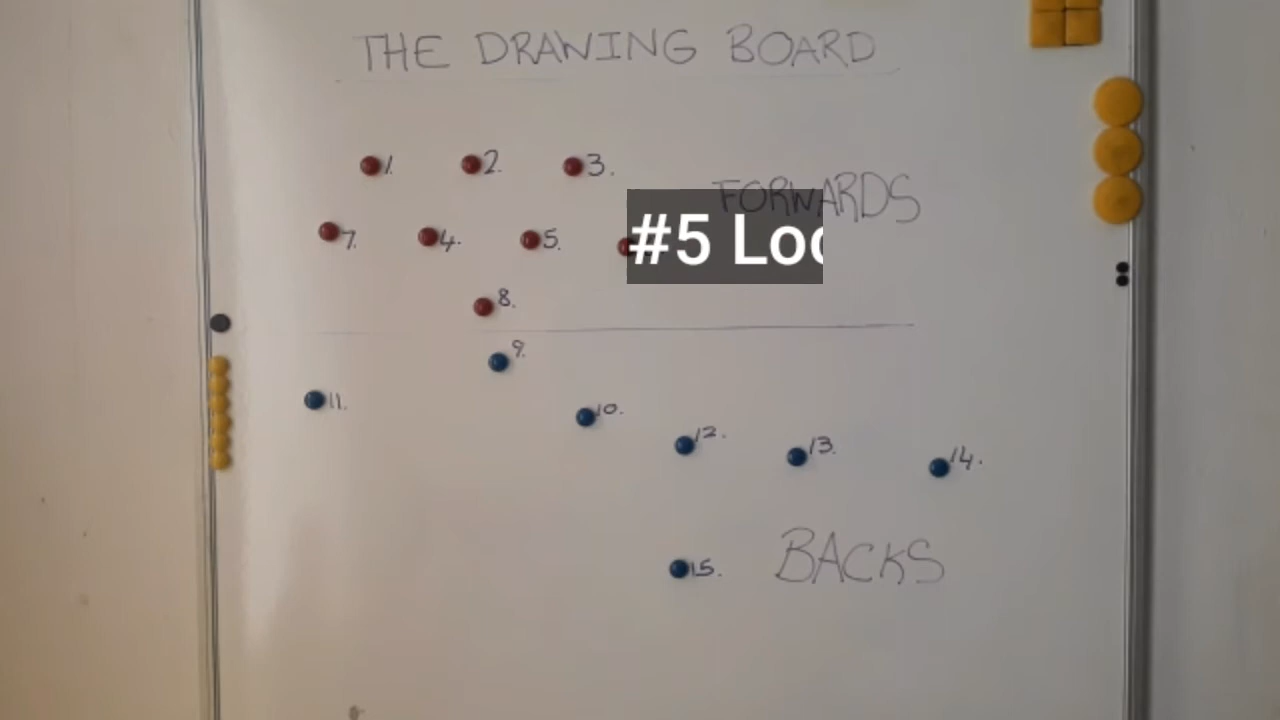 THE DRAWING BOARD
1. 2. 3.
FORWARDS
7. 4. 5.
#5 Loc
8.
9.
11. 10.
12. 13. 14.
15. BACKS